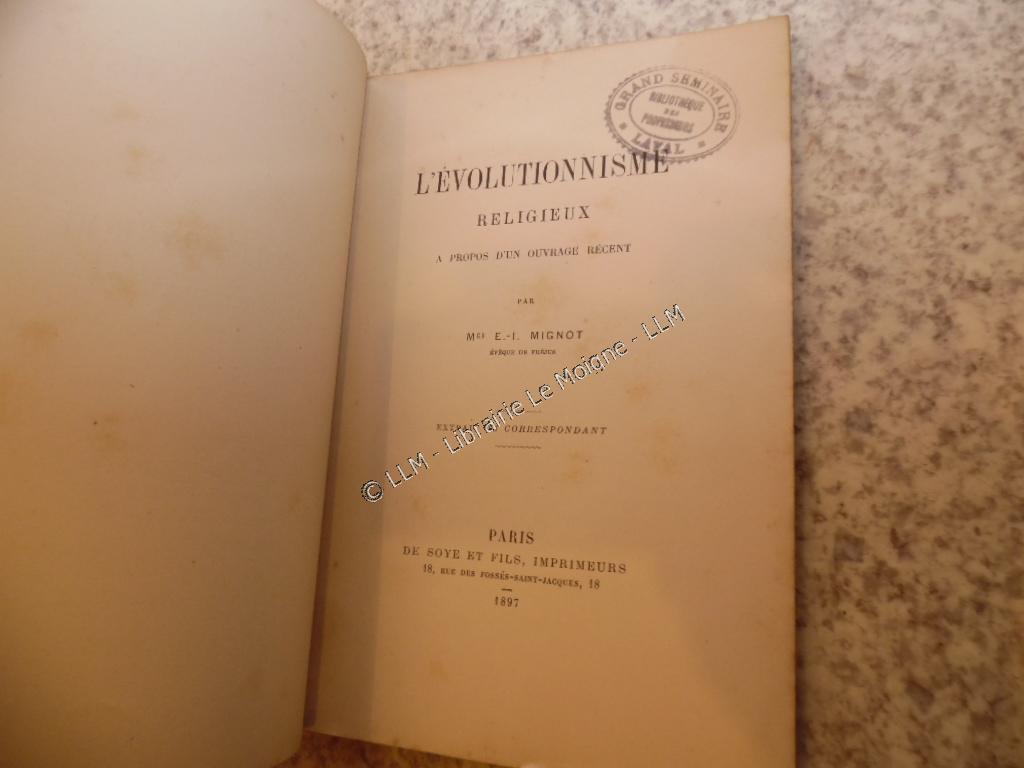 GRAND SEMINAIRE
BIBLIOTHÈQUE
DES
PROFESSEURS
LAVAL
L'ÉVOLUTIONNISME
RELIGIEUX
A PROPOS D'UN OUVRAGE RÉCENT
PAR
Mgr E.-I. MIGNOT
ÉVÊQUE DE FRÉJUS
CORRESPONDANT
© LLM - Librairie Le Moigne - LLM
PARIS
DE SOYE ET FILS, IMPRIMEURS
18, RUE DES FOSSÉS-SAINT-JACQUES, 18
1897